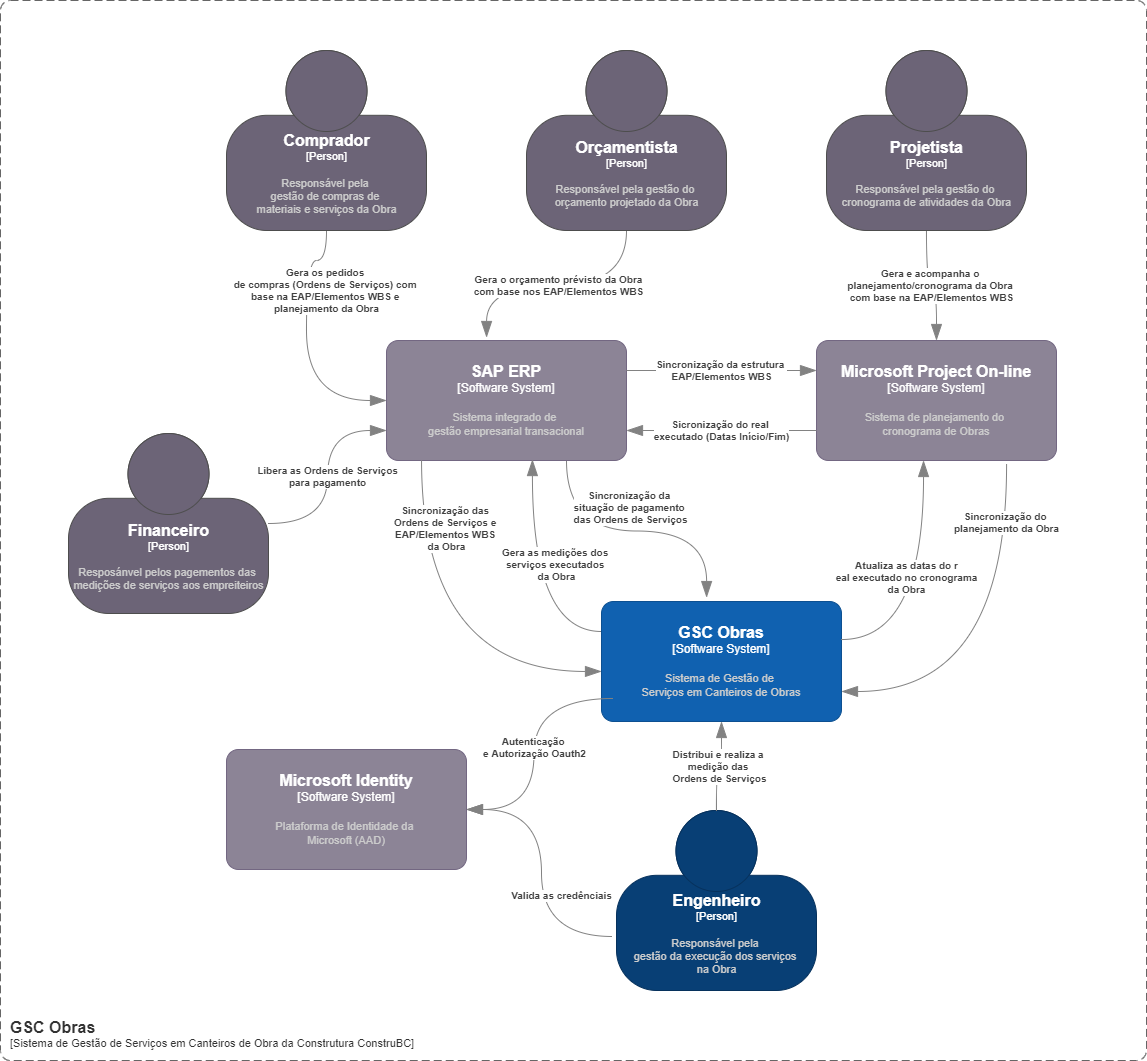 Comprador
[Person]
Responsável pela
gestão de compras de
materiais e serviços da Obra
Orçamentista
[Person]
Responsável pela gestão do
orçamento projetado da Obra
Projetista
[Person]
Responsável pela gestão do
cronograma de atividades da Obra
Gera os pedidos
de compras (Ordens de Serviços) com
base na EAP/Elementos WBS e
planejamento da Obra
Gera o orçamento prévisto da Obra
com base nos EAP/Elementos WBS
Gera e acompanha o
planejamento/cronograma da Obra
com base na EAP/Elementos WBS
SAP ERP
[Software System]
Sistema integrado de
gestão empresarial transacional
Sincronização da estrutura
EAP/Elementos WBS
Sicronização do real
executado (Datas Início/Fim)
Microsoft Project On-line
[Software System]
Sistema de planejamento do
cronograma de Obras
Libera as Ordens de Serviços
para pagamento
Financeiro
[Person]
Resposánvel pelos pagementos das
medições de serviços aos empreiteiros
Sincronização das
Ordens de Serviços e
EAP/Elementos WBS
da Obra
Sincronização da
situação de pagamento
das Ordens de Serviços
Gera as medições dos
serviços executados
da Obra
Sincronização do
planejamento da Obra
Atualiza as datas do r
eal executado no cronograma
da Obra
GSC Obras
[Software System]
Sistema de Gestão de
Serviços em Canteiros de Obras
Autenticação
e Autorização Oauth2
Distribui e realiza a
medição das
Ordens de Serviços
Microsoft Identity
[Software System]
Plataforma de Identidade da
Microsoft (AAD)
Valida as credênciais
Engenheiro
[Person]
Responsável pela
gestão da execução dos serviços
na Obra
GSC Obras
[Sistema de Gestão de Serviços em Canteiros de Obra da Construtura ConstruBC]